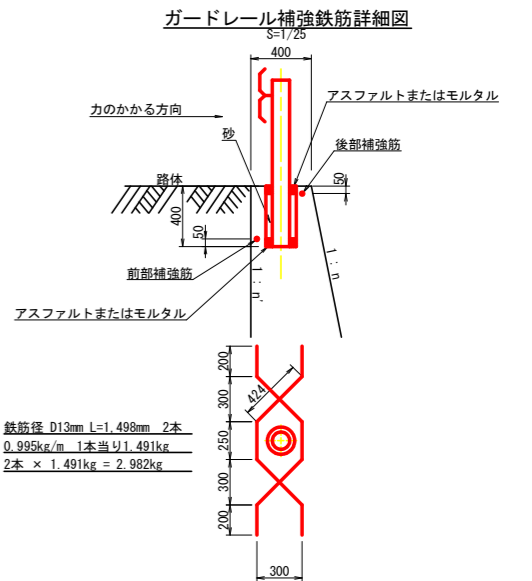 ガードレール補強鉄筋詳細図
S=1/25
400
アスファルトまたはモルタル
力のかかる方向
砂
後部補強筋
路体
50
400
50
前部補強筋
1:n'
1:n
アスファルトまたはモルタル
200
424
300
鉄筋径 D13mm L=1,498mm 2本
0.995kg/m 1本当り1.491kg
2本 × 1.491kg = 2.982kg
250
300
200
300